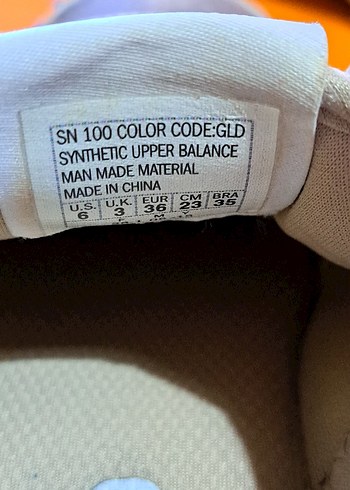 SN 100 COLOR CODE:GLD
SYNTHETIC UPPER BALANCE
MAN MADE MATERIAL
MADE IN CHINA
U.S. U.K. EUR CM BRA
6 3 36 23 35